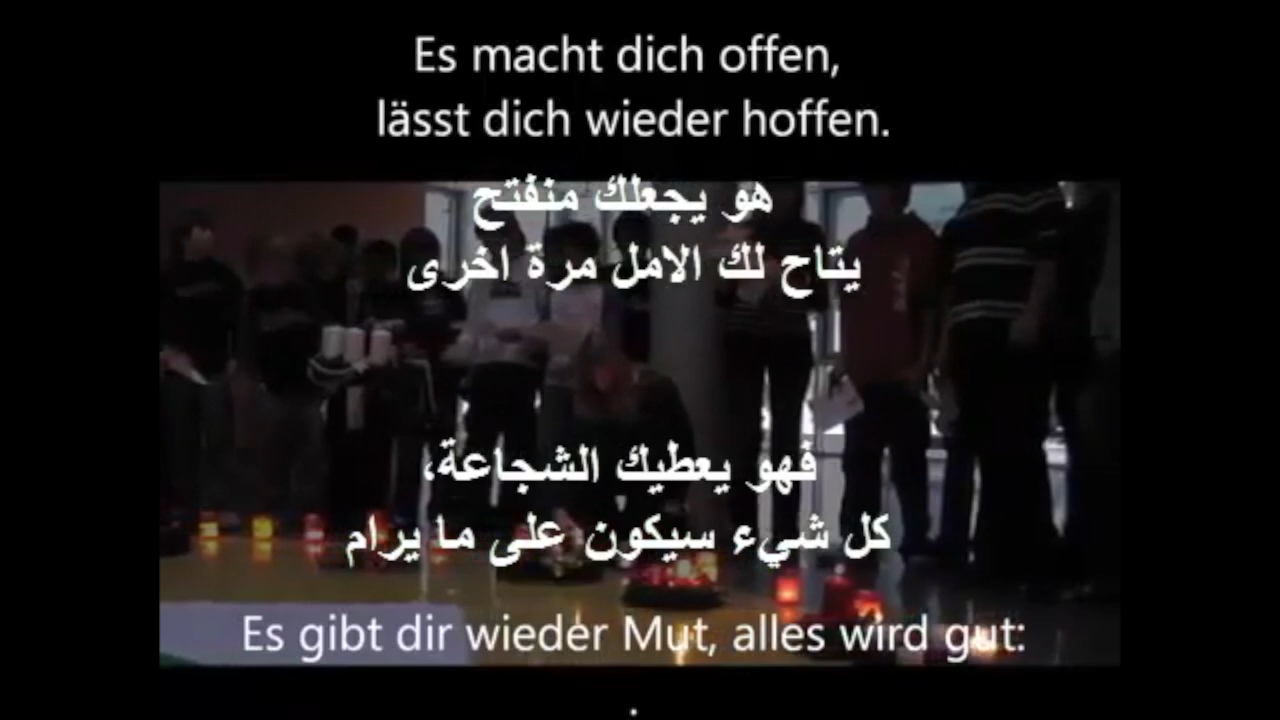 Es macht dich offen,
lässt dich wieder hoffen.
هو يجعلك منفتح
يتاح لك الامل مرة اخرى
فهو يعطيك الشجاعة،
كل شيء سيكون على ما يرام
Es gibt dir wieder Mut, alles wird gut:
.